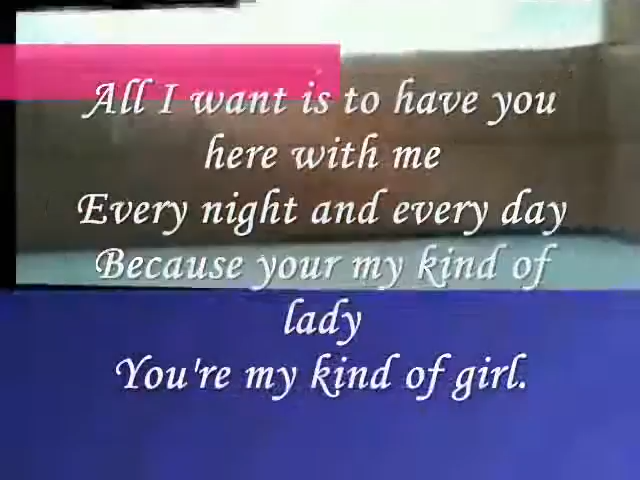 All I want is to have you
here with me
Every night and every day
Because your my kind of
lady
You're my kind of girl.